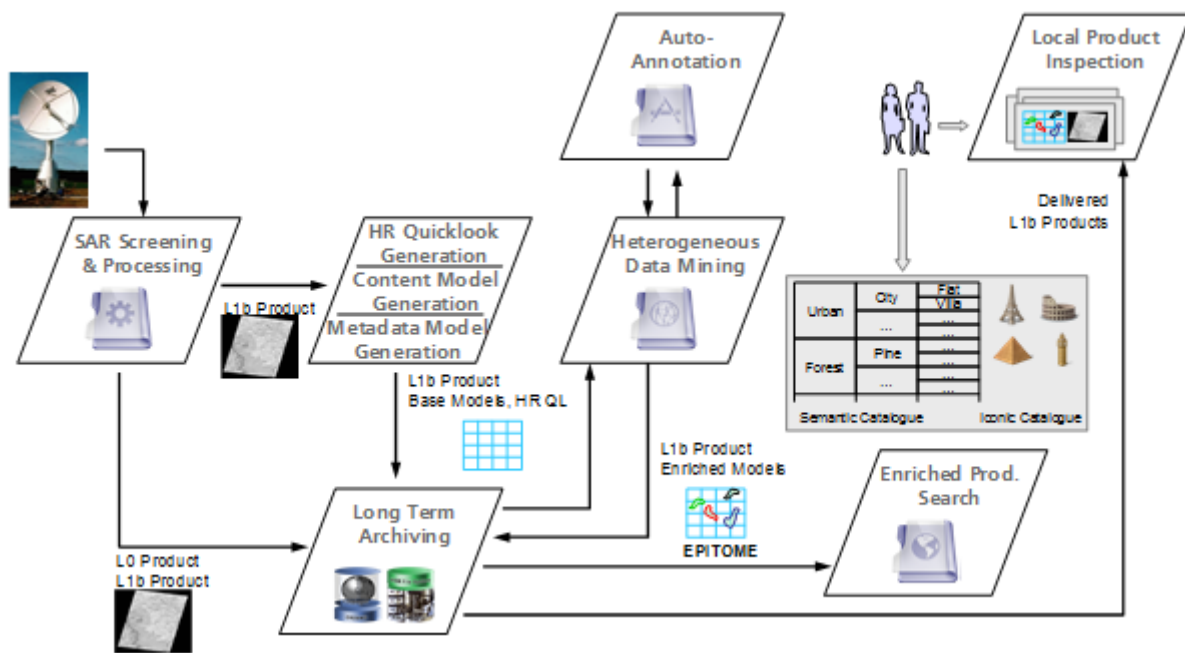 Auto-
Annotation
Local Product
Inspection
SAR Screening
& Processing
HR Quicklook
Generation
Content Model
Generation
Metadata Model
Generation
Heterogeneous
Data Mining
Delivered
L1b Products
L1b Product
Urban
City
Flat
Villa
...
...
...
...
Forest
Pine
...
...
...
...
Semantic Catalogue
Iconic Catalogue
L1b Product
Base Models, HR QL
L1b Product
Enriched Models
EPITOME
Enriched Prod.
Search
Long Term
Archiving
L0 Product
L1b Product